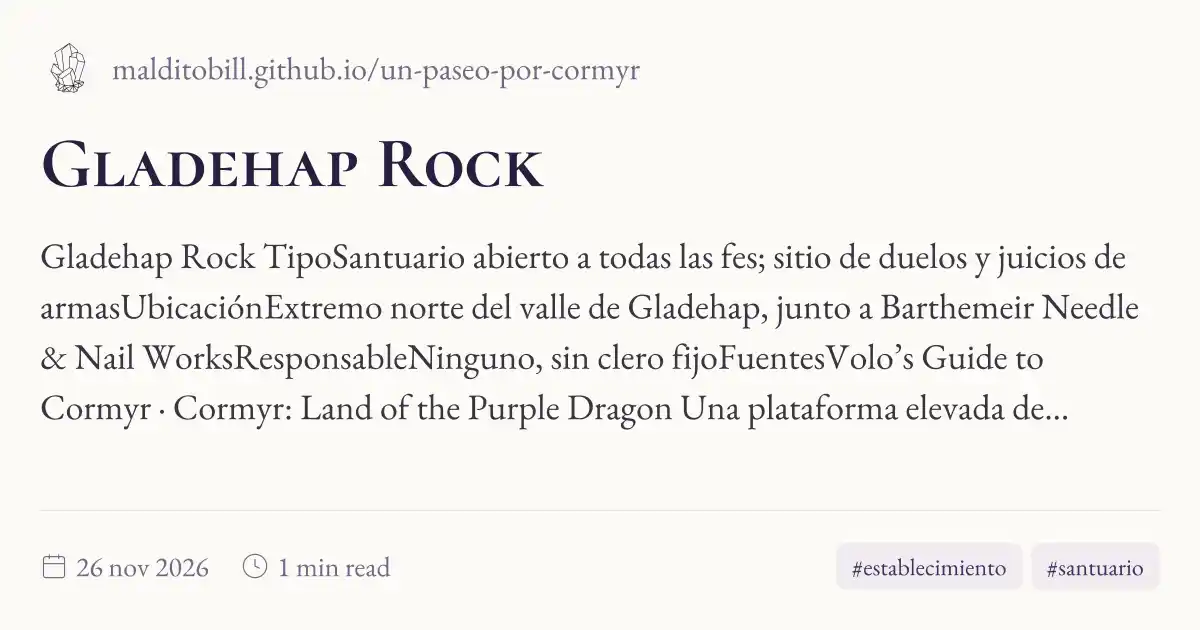 malditobill.github.io/un-paseo-por-cormyr
Gladehap Rock
Gladehap Rock TipoSantuario abierto a todas las fes; sitio de duelos y juicios de
armasUbicaciónExtremo norte del valle de Gladehap, junto a Barthemeir Needle
& Nail WorksResponsableNinguno, sin clero fijoFuentesVolo’s Guide to
Cormyr · Cormyr: Land of the Purple Dragon Una plataforma elevada de...
26 nov 2026
1 min read
#establecimiento
#santuario